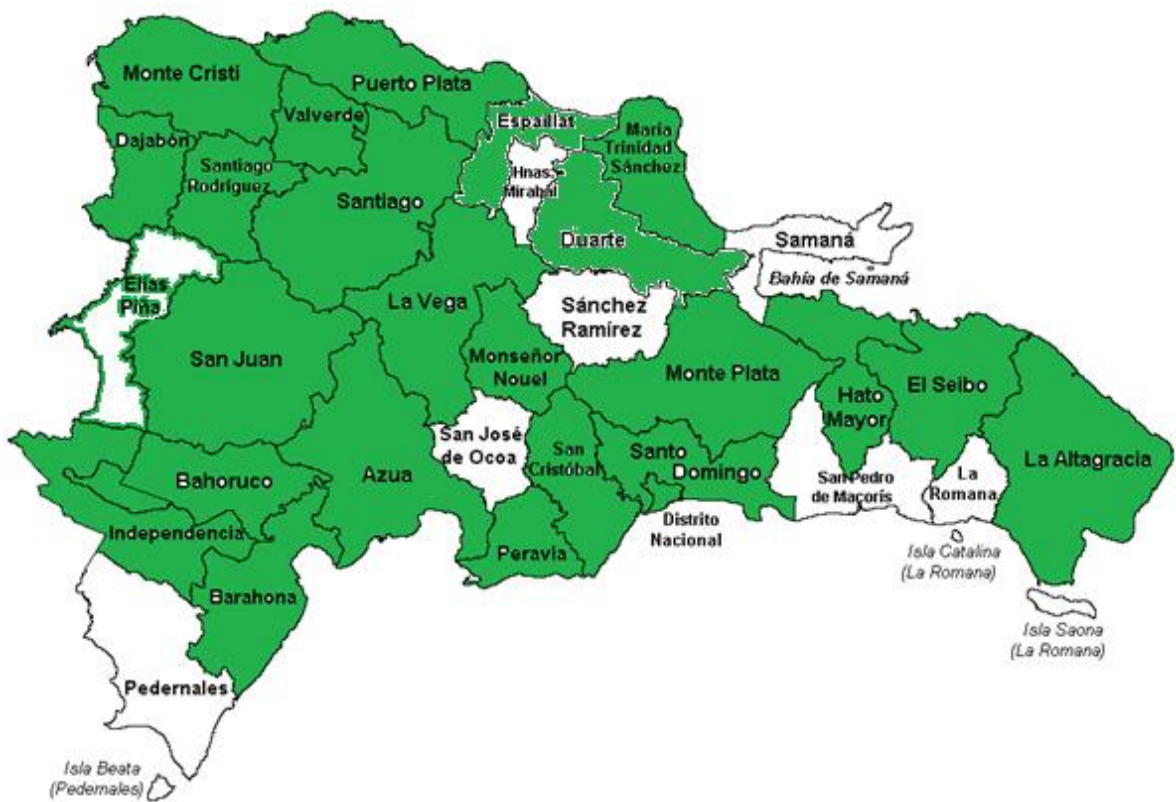 Monte Cristi
Puerto Plata
Valverde
Espaillat
María
Trinidad
Sánchez
Dajabón
Santiago
Rodríguez
Hnas.
Mirabal
Santiago
Duarte
Samaná
Bahía de Samaná
Elías
Piña
La Vega
Sánchez
Ramírez
San Juan
Monseñor
Nouel
Monte Plata
El Seibo
Hato
Mayor
San José
de Ocoa
San
Cristóbal
Santo
Domingo
La Altagracia
Azua
Bahoruco
San Pedro
de Macorís
La
Romana
Independencia
Distrito
Nacional
Peravia
Isla Catalina
(La Romana)
Barahona
Isla Saona
(La Romana)
Pedernales
Isla Beata
(Pedernales)